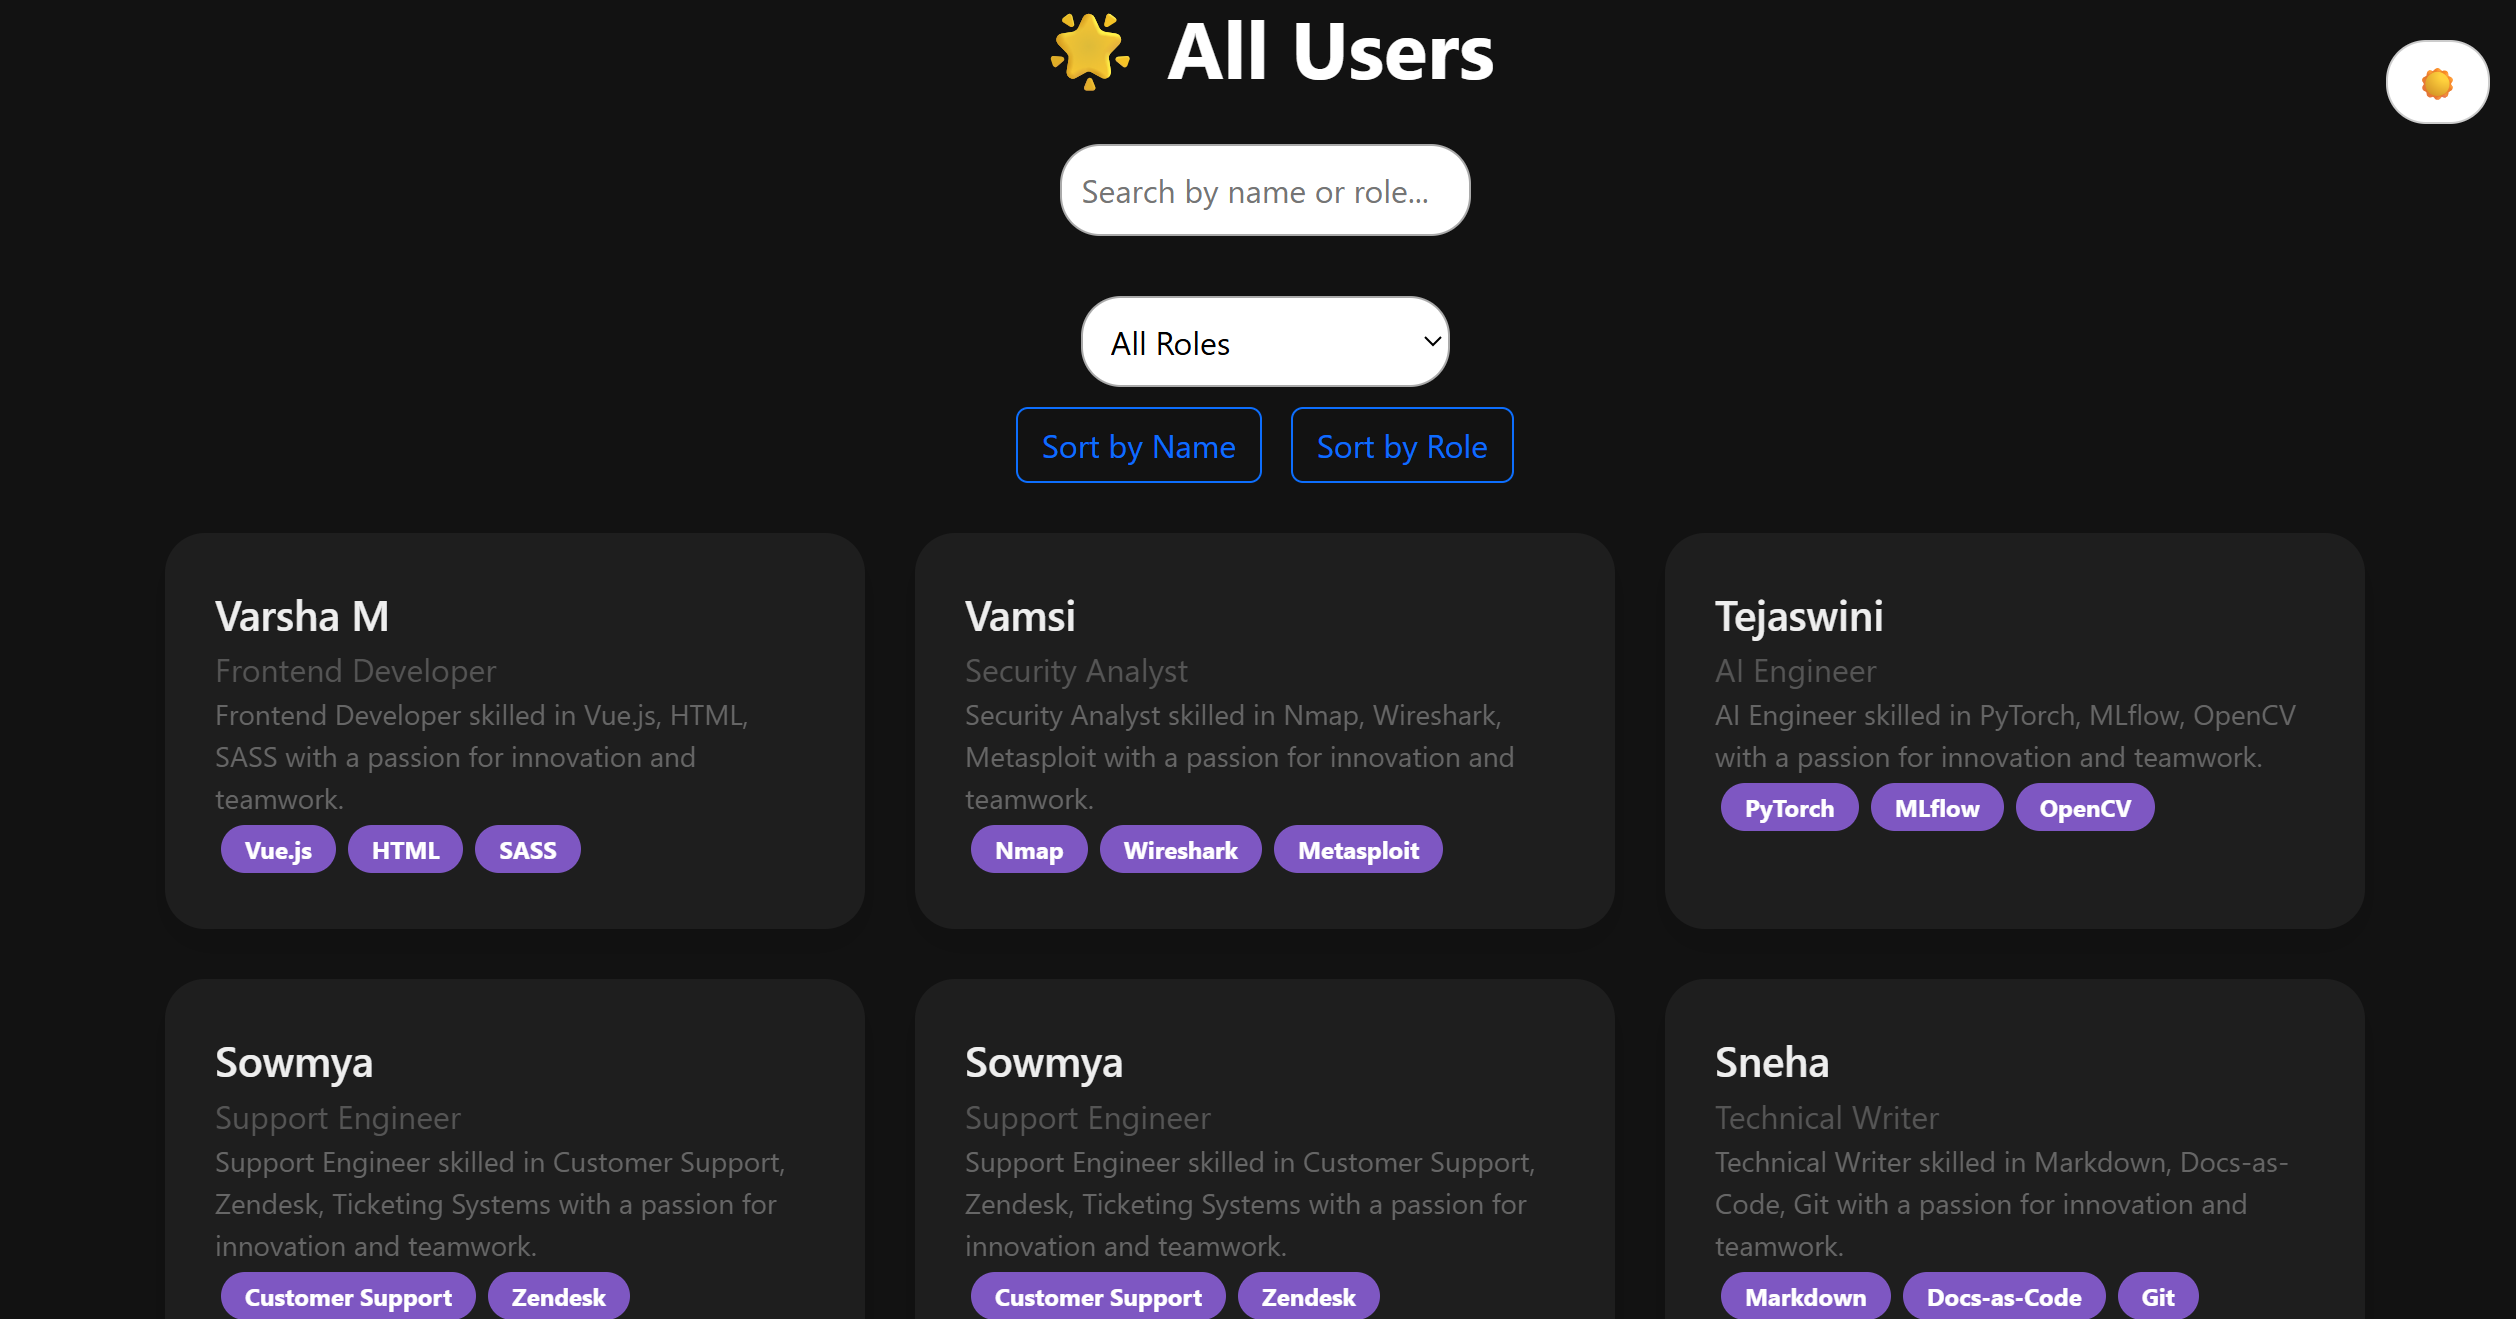 All Users
Search by name or role...
All Roles
Sort by Name
Sort by Role
Varsha M
Frontend Developer
Frontend Developer skilled in Vue.js, HTML,
SASS with a passion for innovation and
teamwork.
Vue.js HTML SASS
Vamsi
Security Analyst
Security Analyst skilled in Nmap, Wireshark,
Metasploit with a passion for innovation and
teamwork.
Nmap Wireshark Metasploit
Tejaswini
AI Engineer
AI Engineer skilled in PyTorch, MLflow, OpenCV
with a passion for innovation and teamwork.
PyTorch MLflow OpenCV
Sowmya
Support Engineer
Support Engineer skilled in Customer Support,
Zendesk, Ticketing Systems with a passion for
innovation and teamwork.
Customer Support Zendesk
Sowmya
Support Engineer
Support Engineer skilled in Customer Support,
Zendesk, Ticketing Systems with a passion for
innovation and teamwork.
Customer Support Zendesk
Sneha
Technical Writer
Technical Writer skilled in Markdown, Docs-as-
Code, Git with a passion for innovation and
teamwork.
Markdown Docs-as-Code Git